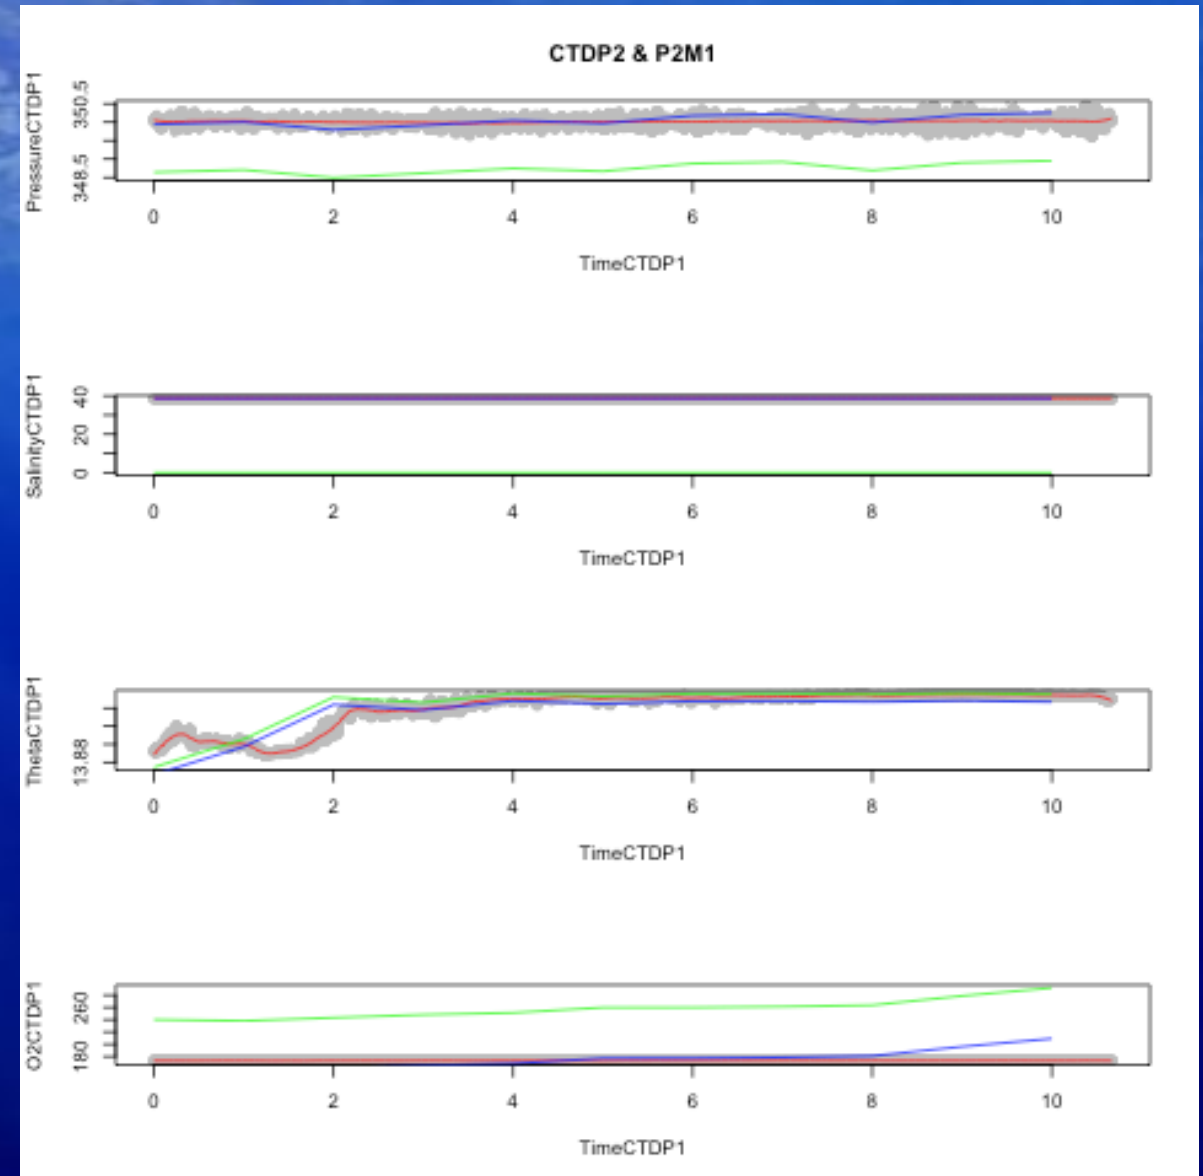 CTDP2 & P2M1
PressureCTDP1
350.5
348.5
0 2 4 6 8 10
TimeCTDP1
SalinityCTDP1
40
20
0
0 2 4 6 8 10
TimeCTDP1
ThetaCTDP1
13.88
0 2 4 6 8 10
TimeCTDP1
O2CTDP1
260
180
0 2 4 6 8 10
TimeCTDP1